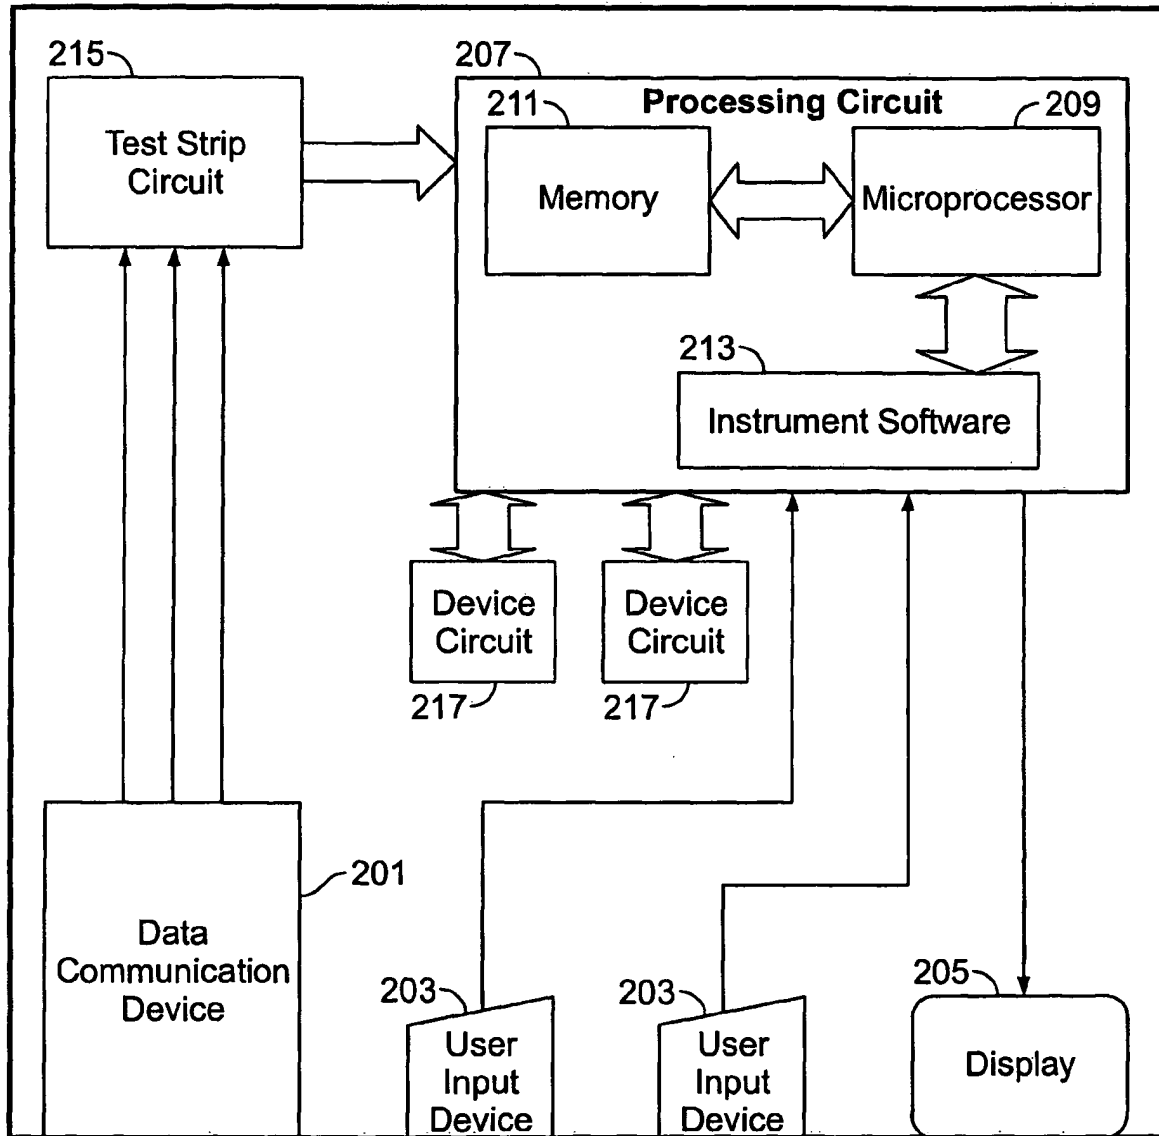 215
Test Strip
Circuit
207
Processing Circuit
211
Memory
209
Microprocessor
213
Instrument Software
Device
Circuit
217
Device
Circuit
217
201
Data
Communication
Device
203
User
Input
Device
203
User
Input
Device
205
Display